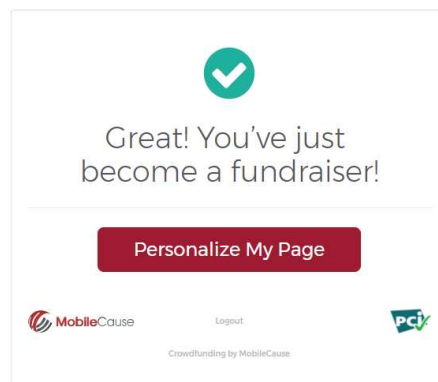 Great! You've just
become a fundraiser!
Personalize My Page
MobileCause
Logout
PCI
Crowdfunding by MobileCause